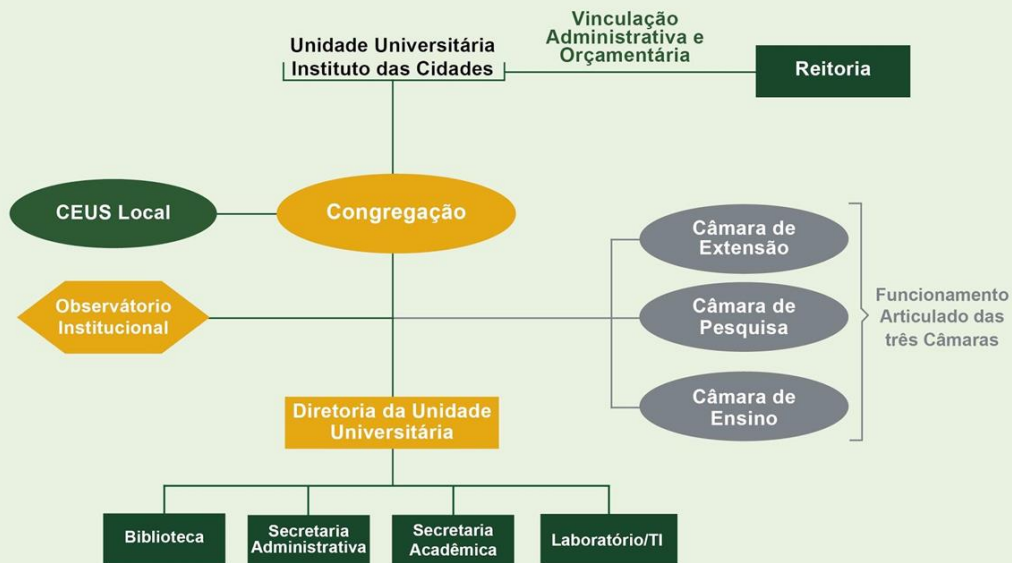 Unidade Universitária
Instituto das Cidades
Vinculação
Administrativa e
Orçamentária
Reitoria
CEUS Local
Congregação
Câmara de
Extensão
Observátorio
Institucional
Câmara de
Pesquisa
Funcionamento
Articulado das
três Câmaras
Câmara de
Ensino
Diretoria da Unidade
Universitária
Biblioteca
Secretaria
Administrativa
Secretaria
Acadêmica
Laboratório/TI